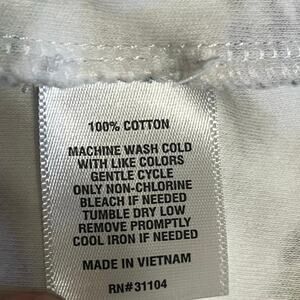 100% COTTON
MACHINE WASH COLD
WITH LIKE COLORS
GENTLE CYCLE
ONLY NON-CHLORINE
BLEACH IF NEEDED
TUMBLE DRY LOW
REMOVE PROMPTLY
COOL IRON IF NEEDED
MADE IN VIETNAM
RN#31104